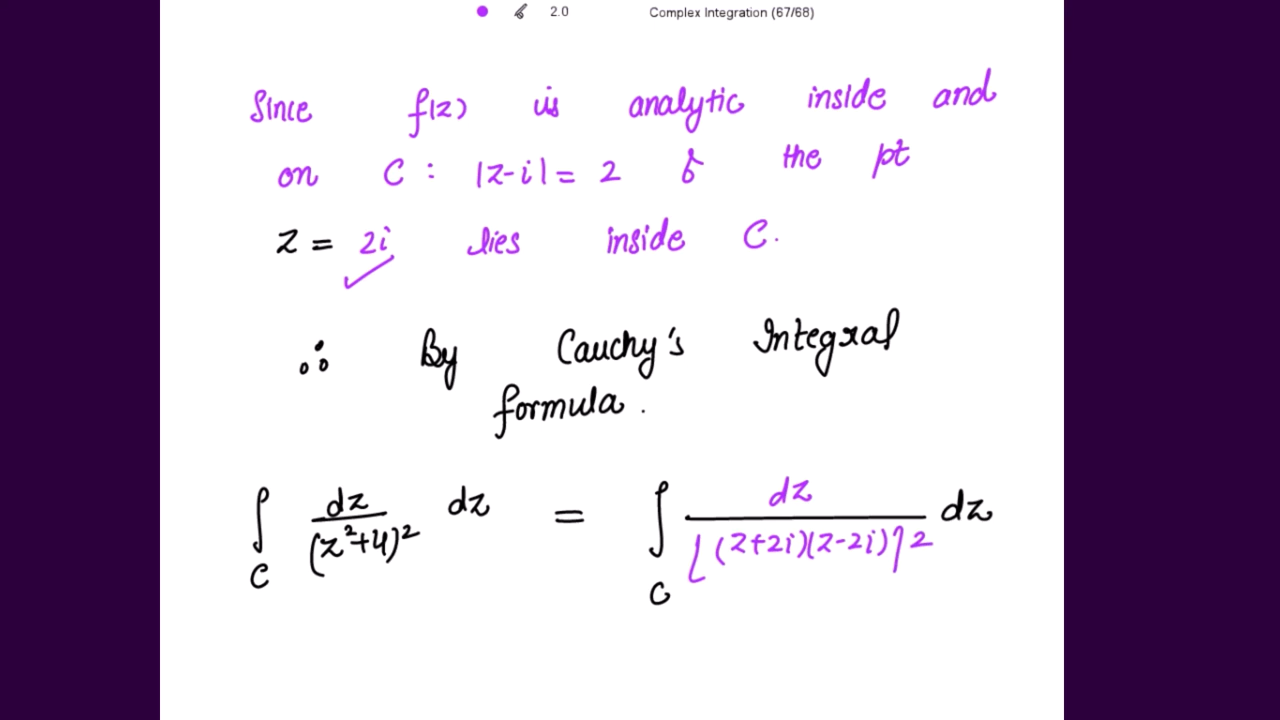 2.0 Complex Integration (67/68)
Since f(z) is analytic inside and
on C : |z-i| = 2 & the pt
z = 2i lies inside C.
∴ By Cauchy's Integral
formula.
∫_C dz/(z²+4)² dz = ∫_C dz/[(z+2i)(z-2i)]² dz